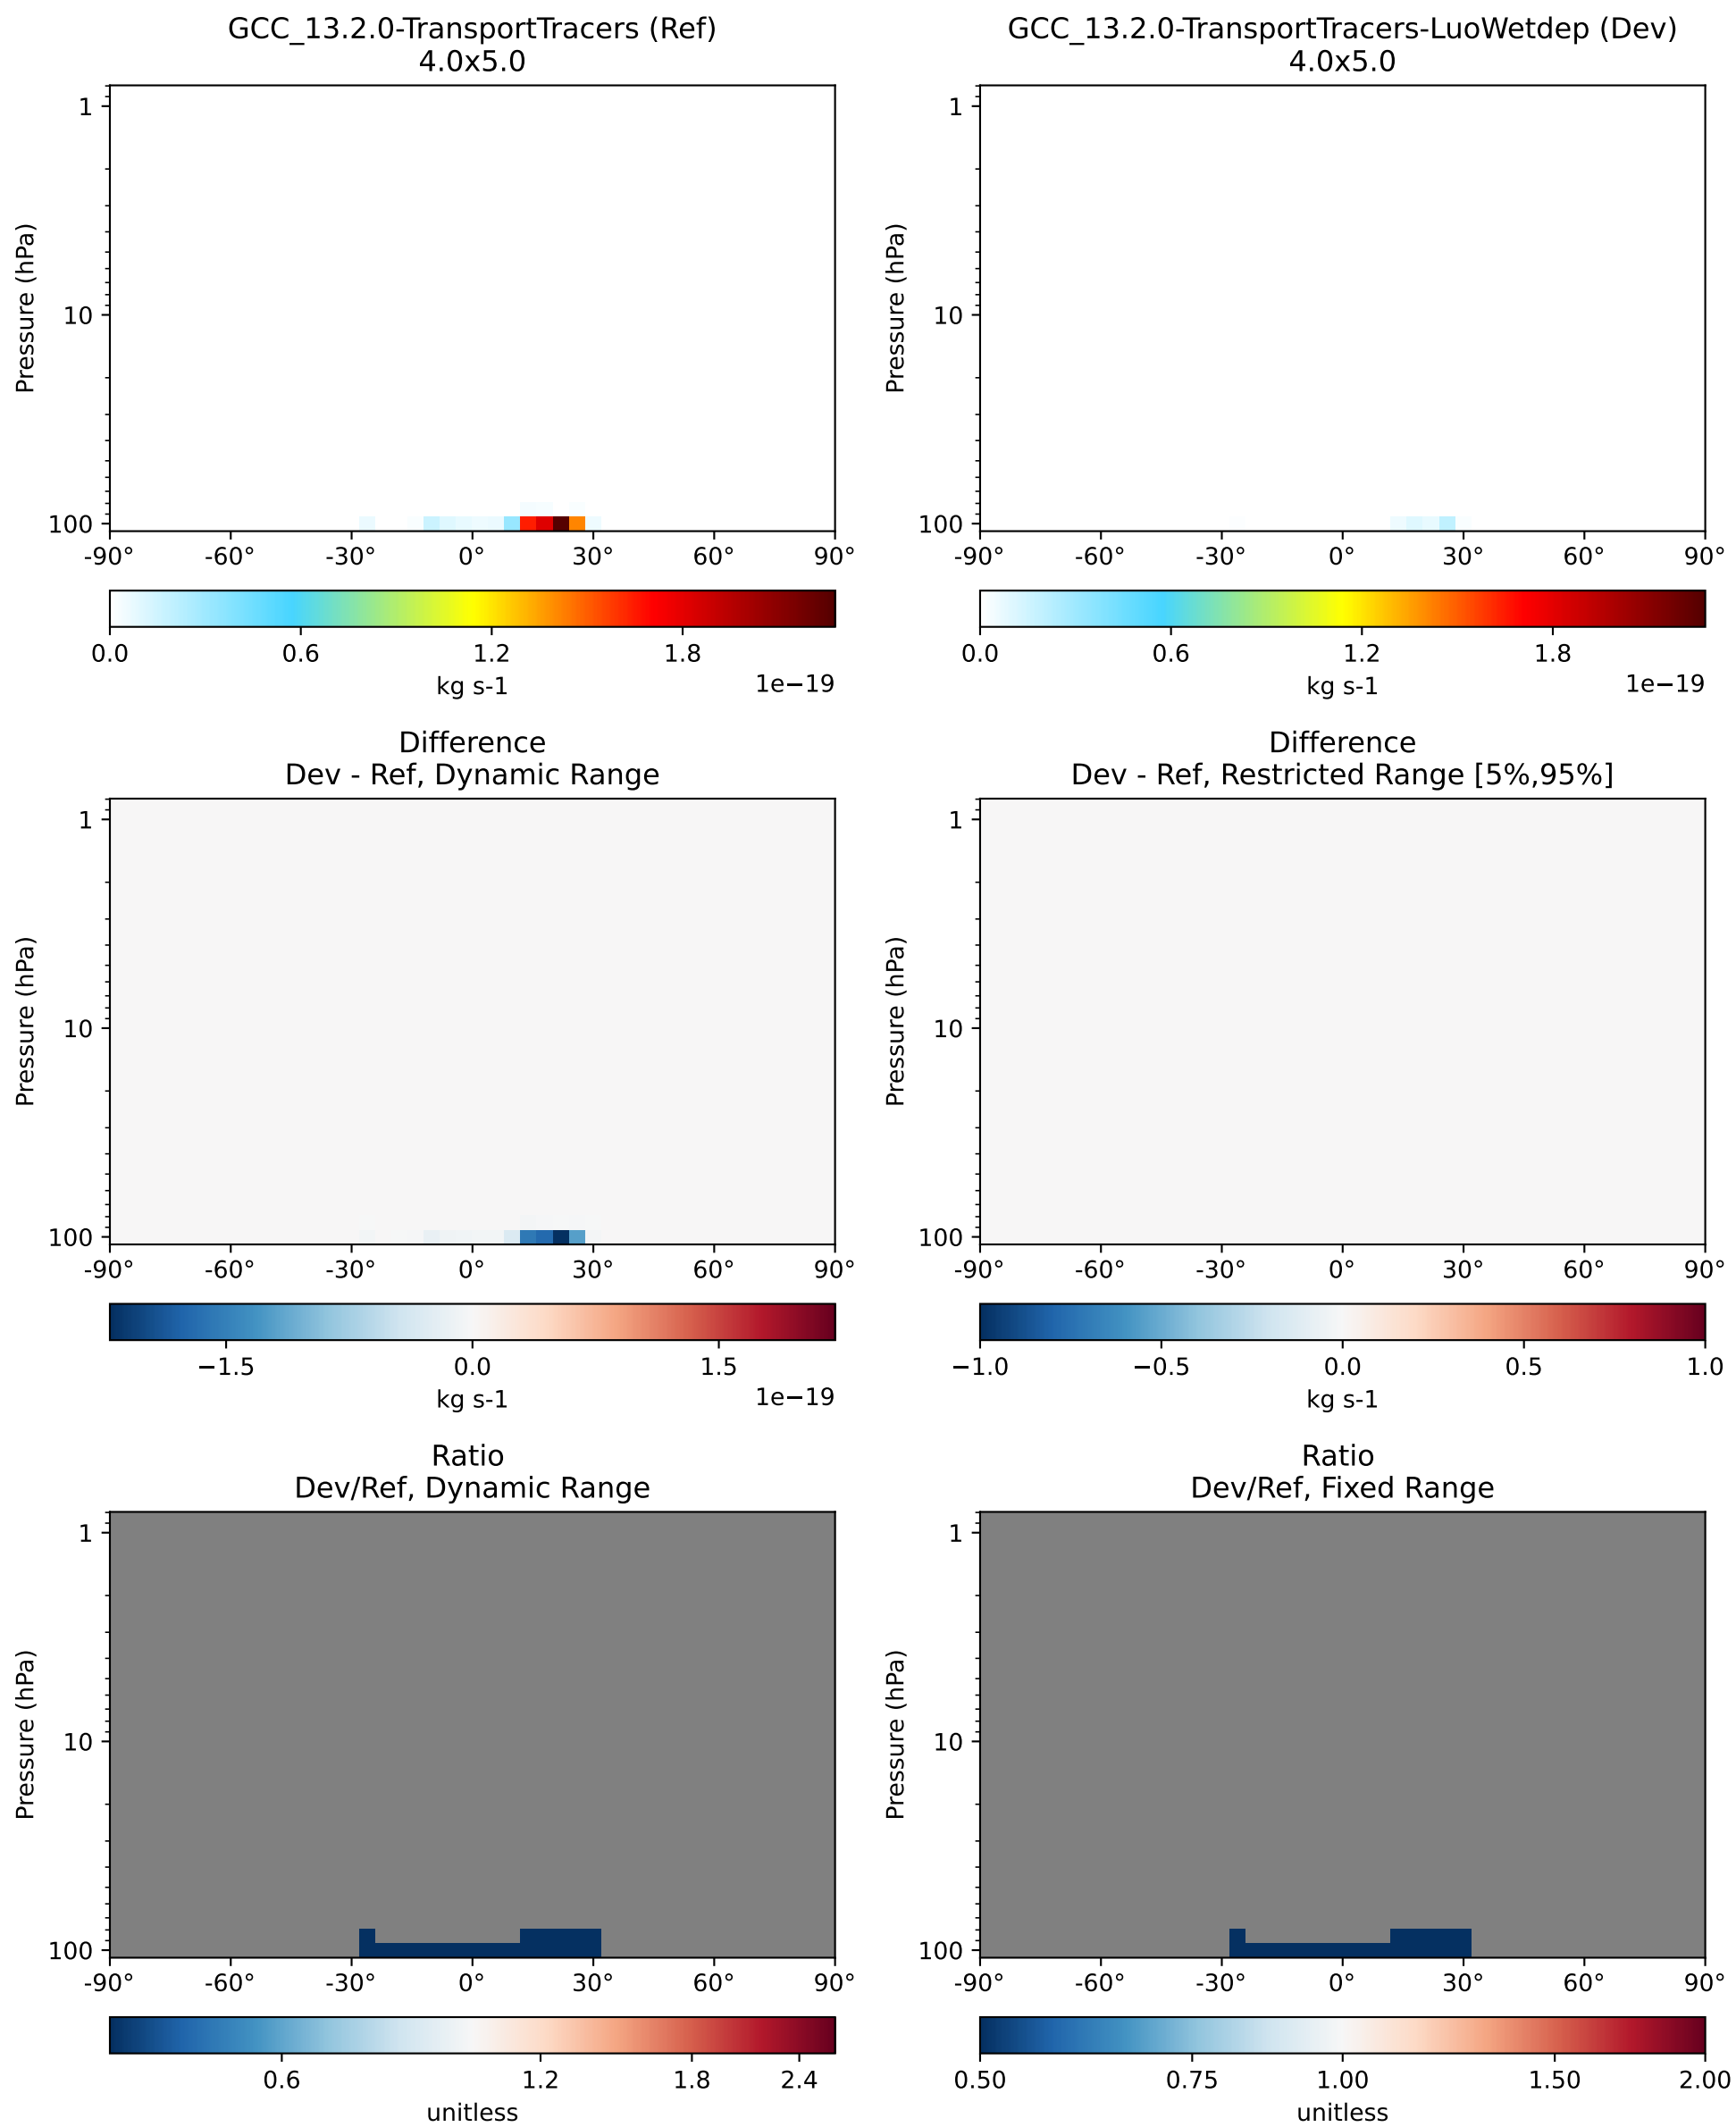 GCC_13.2.0-TransportTracers (Ref)
4.0x5.0
Pressure (hPa)
1
10
100
-90° -60° -30° 0° 30° 60° 90°
0.0 0.6 1.2 1.8
kg s-1 1e−19
GCC_13.2.0-TransportTracers-LuoWetdep (Dev)
4.0x5.0
Pressure (hPa)
1
10
100
-90° -60° -30° 0° 30° 60° 90°
0.0 0.6 1.2 1.8
kg s-1 1e−19
Difference
Dev - Ref, Dynamic Range
Pressure (hPa)
1
10
100
-90° -60° -30° 0° 30° 60° 90°
−1.5 0.0 1.5
kg s-1 1e−19
Difference
Dev - Ref, Restricted Range [5%,95%]
Pressure (hPa)
1
10
100
-90° -60° -30° 0° 30° 60° 90°
−1.0 −0.5 0.0 0.5 1.0
kg s-1
Ratio
Dev/Ref, Dynamic Range
Pressure (hPa)
1
10
100
-90° -60° -30° 0° 30° 60° 90°
0.6 1.2 1.8 2.4
unitless
Ratio
Dev/Ref, Fixed Range
Pressure (hPa)
1
10
100
-90° -60° -30° 0° 30° 60° 90°
0.50 0.75 1.00 1.50 2.00
unitless